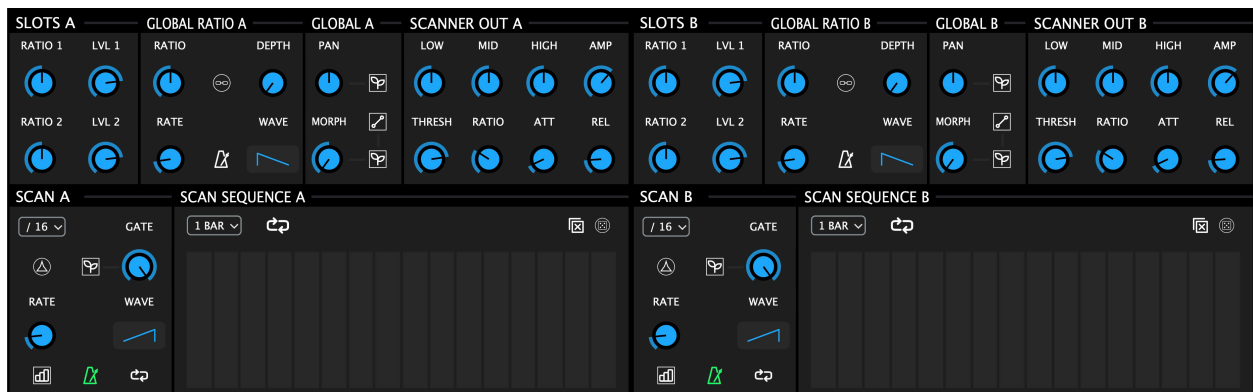 SLOTS A GLOBAL RATIO A GLOBAL A SCANNER OUT A SLOTS B GLOBAL RATIO B GLOBAL B SCANNER OUT B
RATIO 1 LVL 1 RATIO DEPTH PAN LOW MID HIGH AMP RATIO 1 LVL 1 RATIO DEPTH PAN LOW MID HIGH AMP
RATIO 2 LVL 2 RATE WAVE MORPH THRESH RATIO ATT REL RATIO 2 LVL 2 RATE WAVE MORPH THRESH RATIO ATT REL
SCAN A SCAN SEQUENCE A SCAN B SCAN SEQUENCE B
/ 16 GATE 1 BAR / 16 GATE 1 BAR
RATE WAVE RATE WAVE